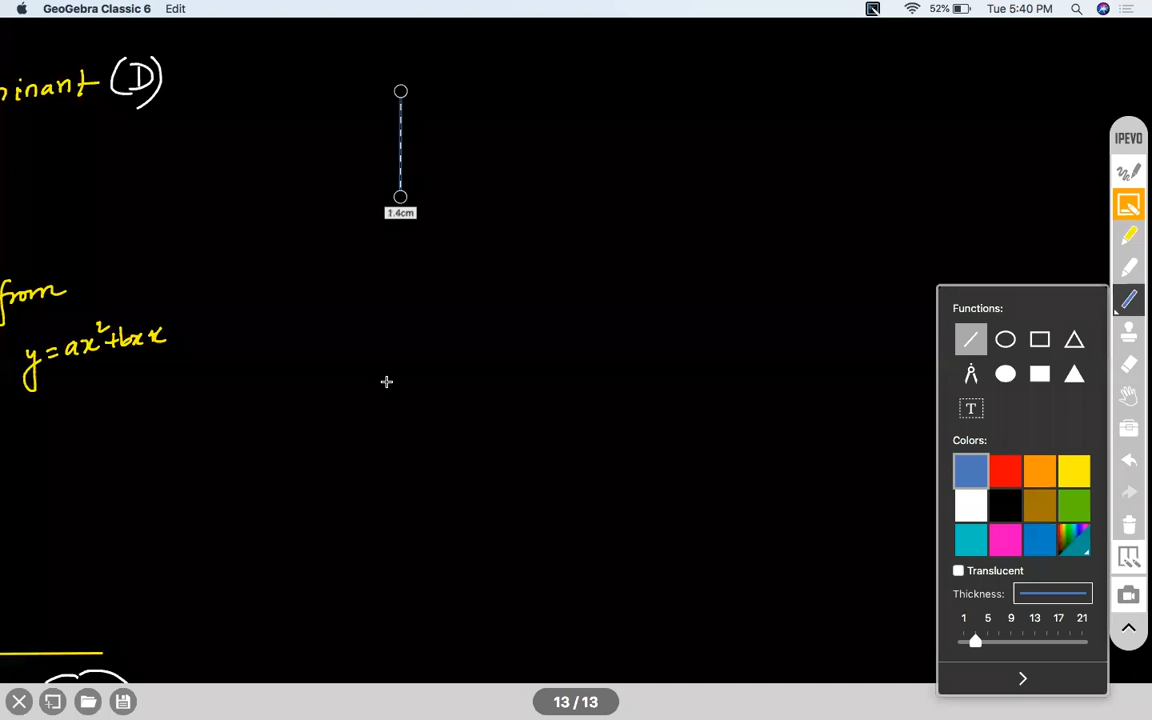 GeoGebra Classic 6 Edit 52% Tue 5:40 PM
IPEVO
minant (D)
1.4cm
from
y = ax²+bx x
Functions:
T
Colors:
Translucent
Thickness:
1 5 9 13 17 21
13 / 13